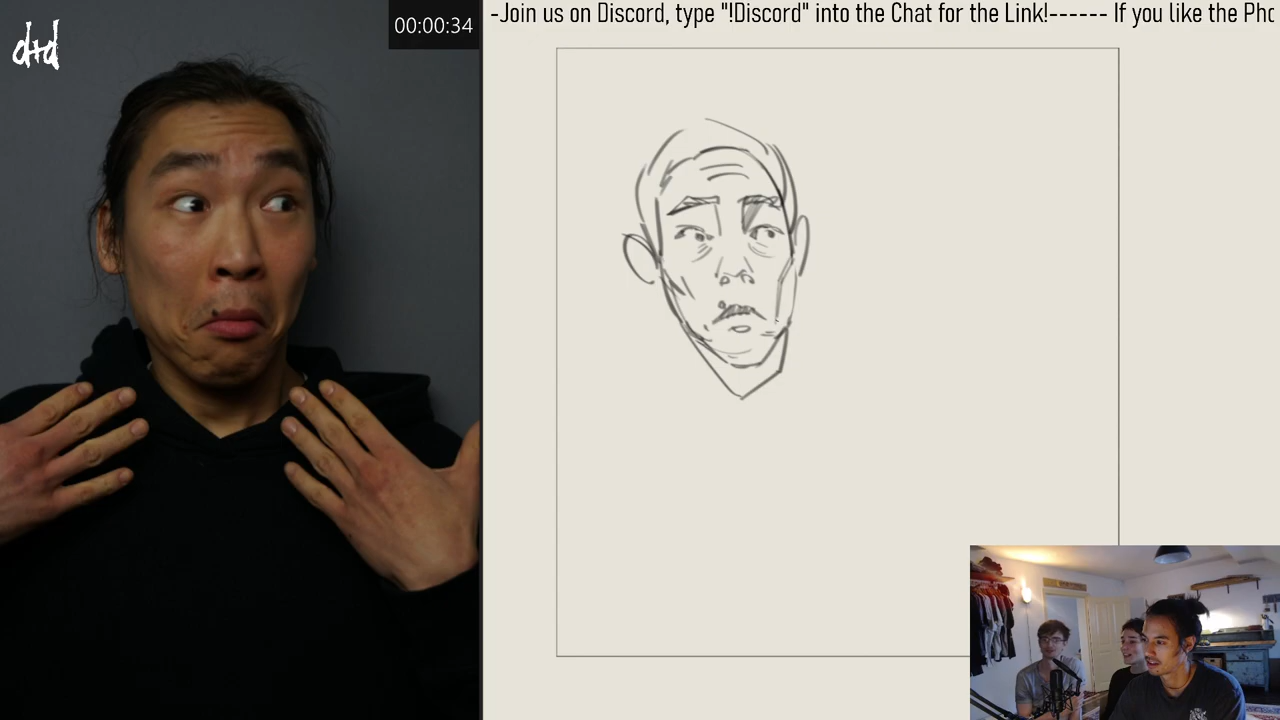 d+d
00:00:34
-Join us on Discord, type "!Discord" into the Chat for the Link!------ If you like the Pho